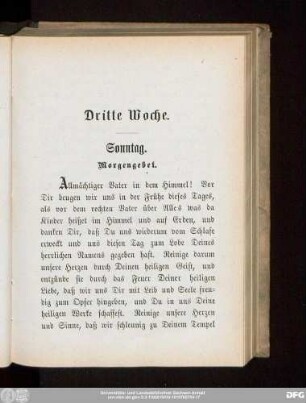 Dritte Woche.
Sonntag.
Morgengebet.
Allmächtiger Vater in dem Himmel! Vor
Dir beugen wir uns in der Frühe dieses Tages,
als vor dem rechten Vater über Alles was da
Kinder heißet im Himmel und auf Erden, und
danken Dir, daß Du uns wiederum vom Schlafe
erweckt und uns diesen Tag zum Lobe Deines
herrlichen Namens gegeben hast. Reinige darum
unsere Herzen durch Deinen heiligen Geist, und
entzünde sie durch das Feuer Deiner heiligen
Liebe, daß wir uns Dir mit Leib und Seele freu-
dig zum Opfer hingeben, und Du in uns Deine
heiligen Werke schaffest. Reinige unsere Herzen
und Sinne, daß wir schleunig zu Deinem Tempel